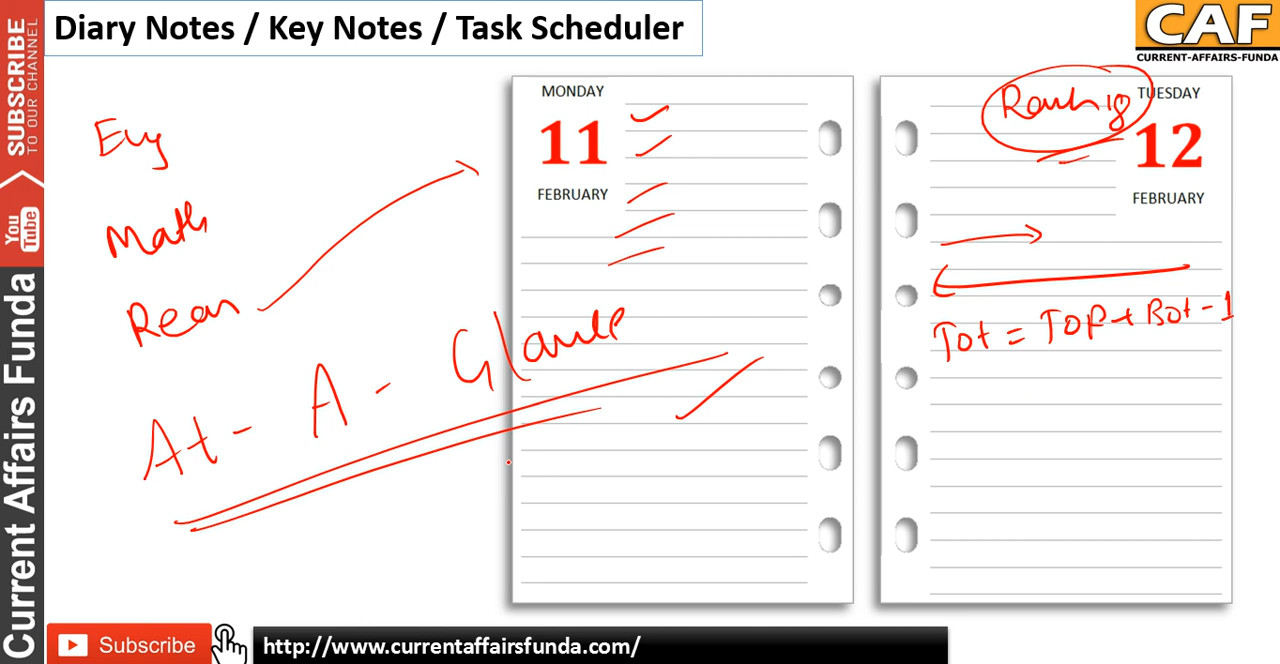 Diary Notes / Key Notes / Task Scheduler
CAF
CURRENT-AFFAIRS-FUNDA
SUBSCRIBE
TO OUR CHANNEL
You
Tube
Current Affairs Funda
Math
Reas
At - A - Glance
MONDAY
11
FEBRUARY
Ranking
TUESDAY
12
FEBRUARY
Tot = TOP + Bot - 1
Subscribe
http://www.currentaffairsfunda.com/